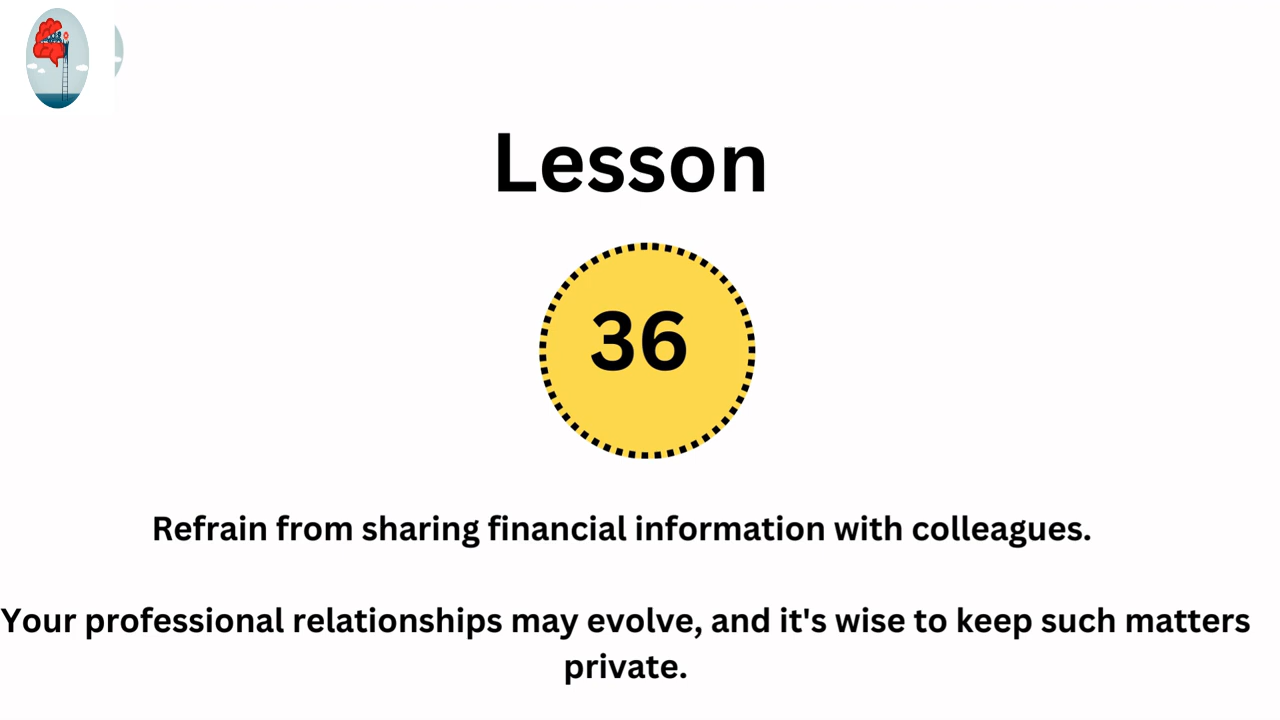 Lesson
36
Refrain from sharing financial information with colleagues.
Your professional relationships may evolve, and it's wise to keep such matters
private.